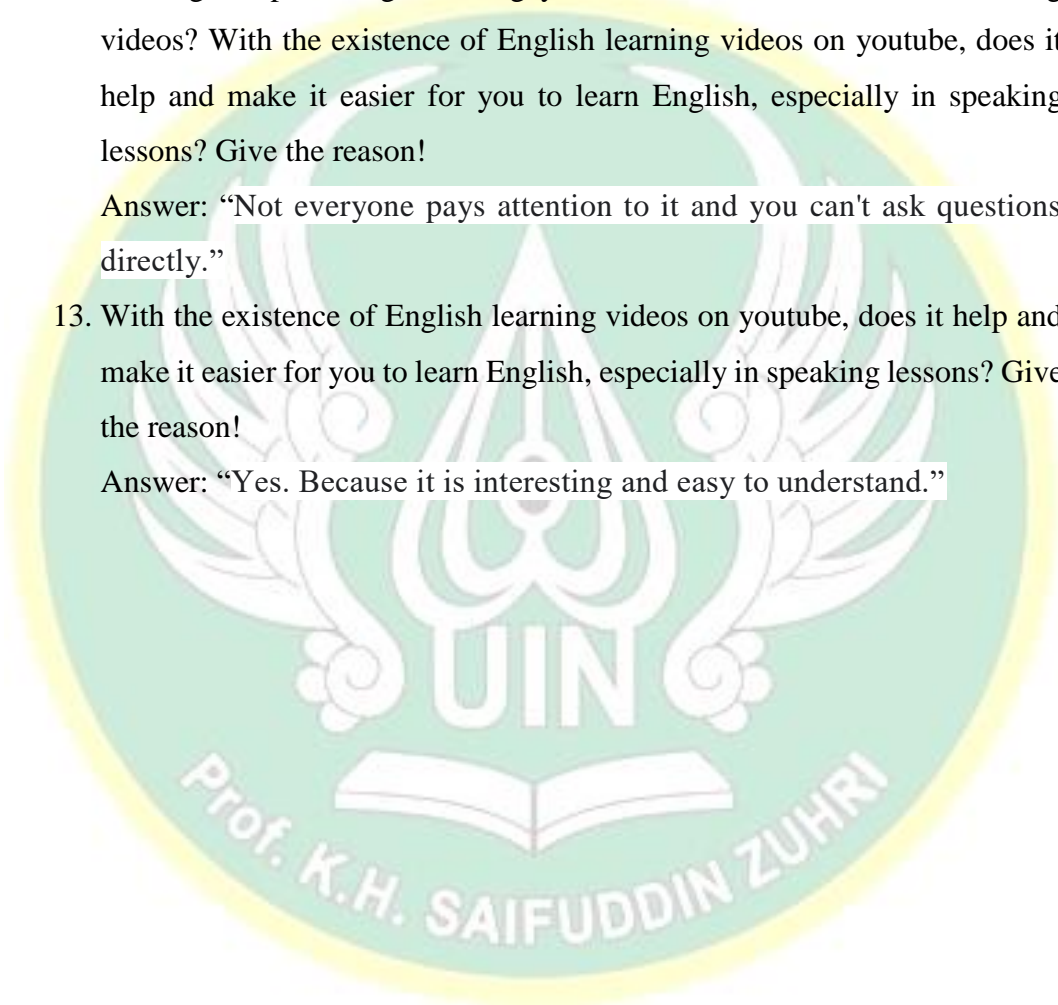 videos? With the existence of English learning videos on youtube, does it
help and make it easier for you to learn English, especially in speaking
lessons? Give the reason!
Answer: “Not everyone pays attention to it and you can't ask questions
directly.”
13. With the existence of English learning videos on youtube, does it help and
make it easier for you to learn English, especially in speaking lessons? Give
the reason!
Answer: “Yes. Because it is interesting and easy to understand.”
UIN
Prof. K.H. SAIFUDDIN ZUHRI